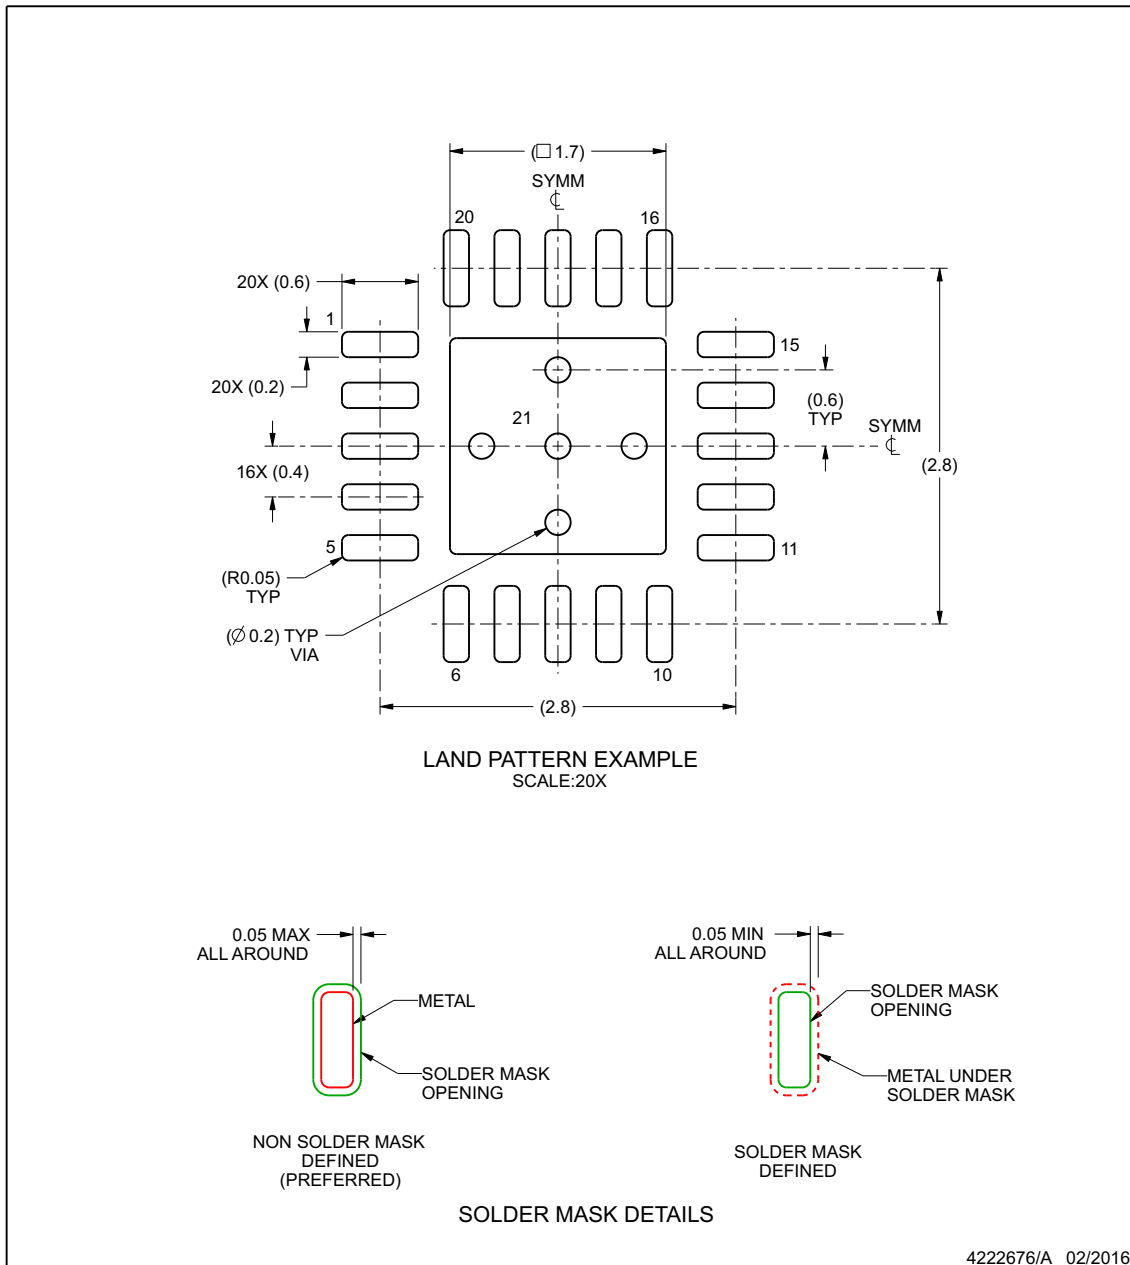 (□ 1.7)
SYMM
℄
20
16
20X (0.6)
1
15
20X (0.2)
(0.6)
TYP
21
SYMM
℄
(2.8)
16X (0.4)
5
11
(R0.05)
TYP
(Ø 0.2) TYP
VIA
6
10
(2.8)
LAND PATTERN EXAMPLE
SCALE:20X
0.05 MAX
ALL AROUND
METAL
SOLDER MASK
OPENING
NON SOLDER MASK
DEFINED
(PREFERRED)
0.05 MIN
ALL AROUND
SOLDER MASK
OPENING
METAL UNDER
SOLDER MASK
SOLDER MASK
DEFINED
SOLDER MASK DETAILS
4222676/A 02/2016